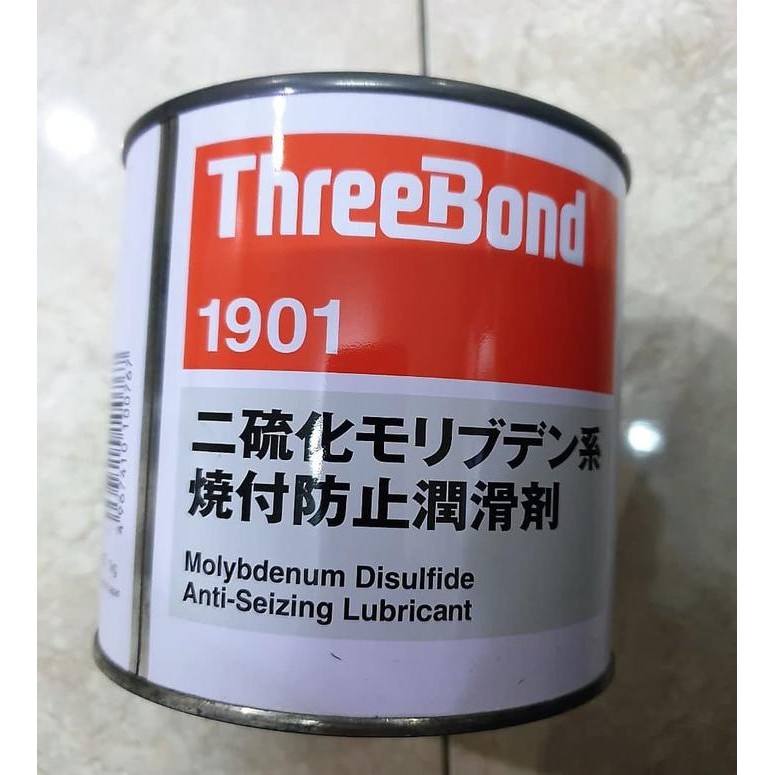 ThreeBond
1901
二硫化モリブデン系
焼付防止潤滑剤
Molybdenum Disulfide
Anti-Seizing Lubricant